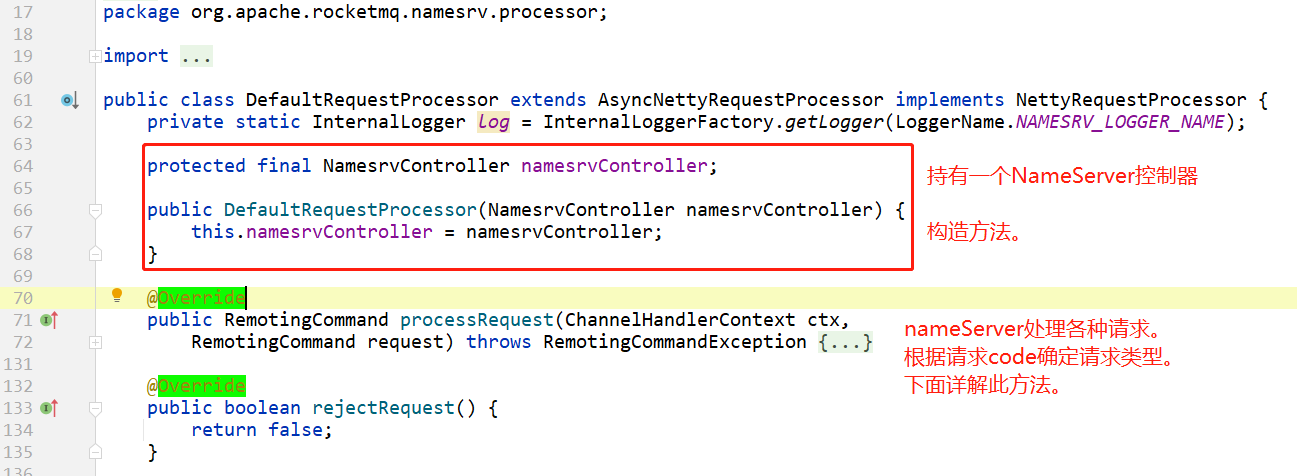 17 package org.apache.rocketmq.namesrv.processor;
18
19 import ...
60
61 public class DefaultRequestProcessor extends AsyncNettyRequestProcessor implements NettyRequestProcessor {
62 private static InternalLogger log = InternalLoggerFactory.getLogger(LoggerName.NAMESRV_LOGGER_NAME);
63
64 protected final NamesrvController namesrvController;
持有一个NameServer控制器
65
66 public DefaultRequestProcessor(NamesrvController namesrvController) {
67 this.namesrvController = namesrvController;
构造方法。
68 }
69
70 @Override
71 public RemotingCommand processRequest(ChannelHandlerContext ctx,
nameServer处理各种请求。
72 RemotingCommand request) throws RemotingCommandException {...}
根据请求code确定请求类型。
131
下面详解此方法。
132 @Override
133 public boolean rejectRequest() {
134 return false;
135 }
136